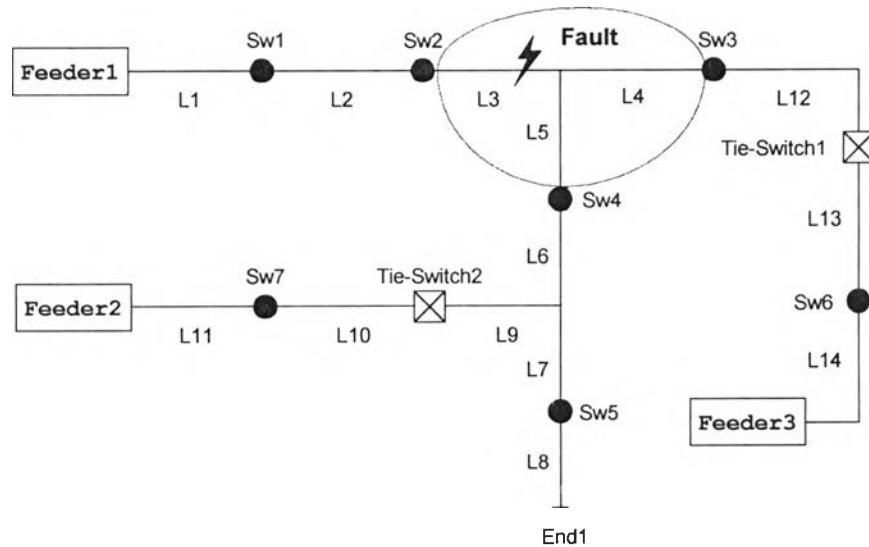 Sw1
Sw2
Fault
Sw3
Feeder1
L1
L2
L3
L4
L12
L5
Tie-Switch1
Sw4
L13
L6
Sw7
Tie-Switch2
Feeder2
Sw6
L11
L10
L9
L7
L14
Sw5
Feeder3
L8
End1